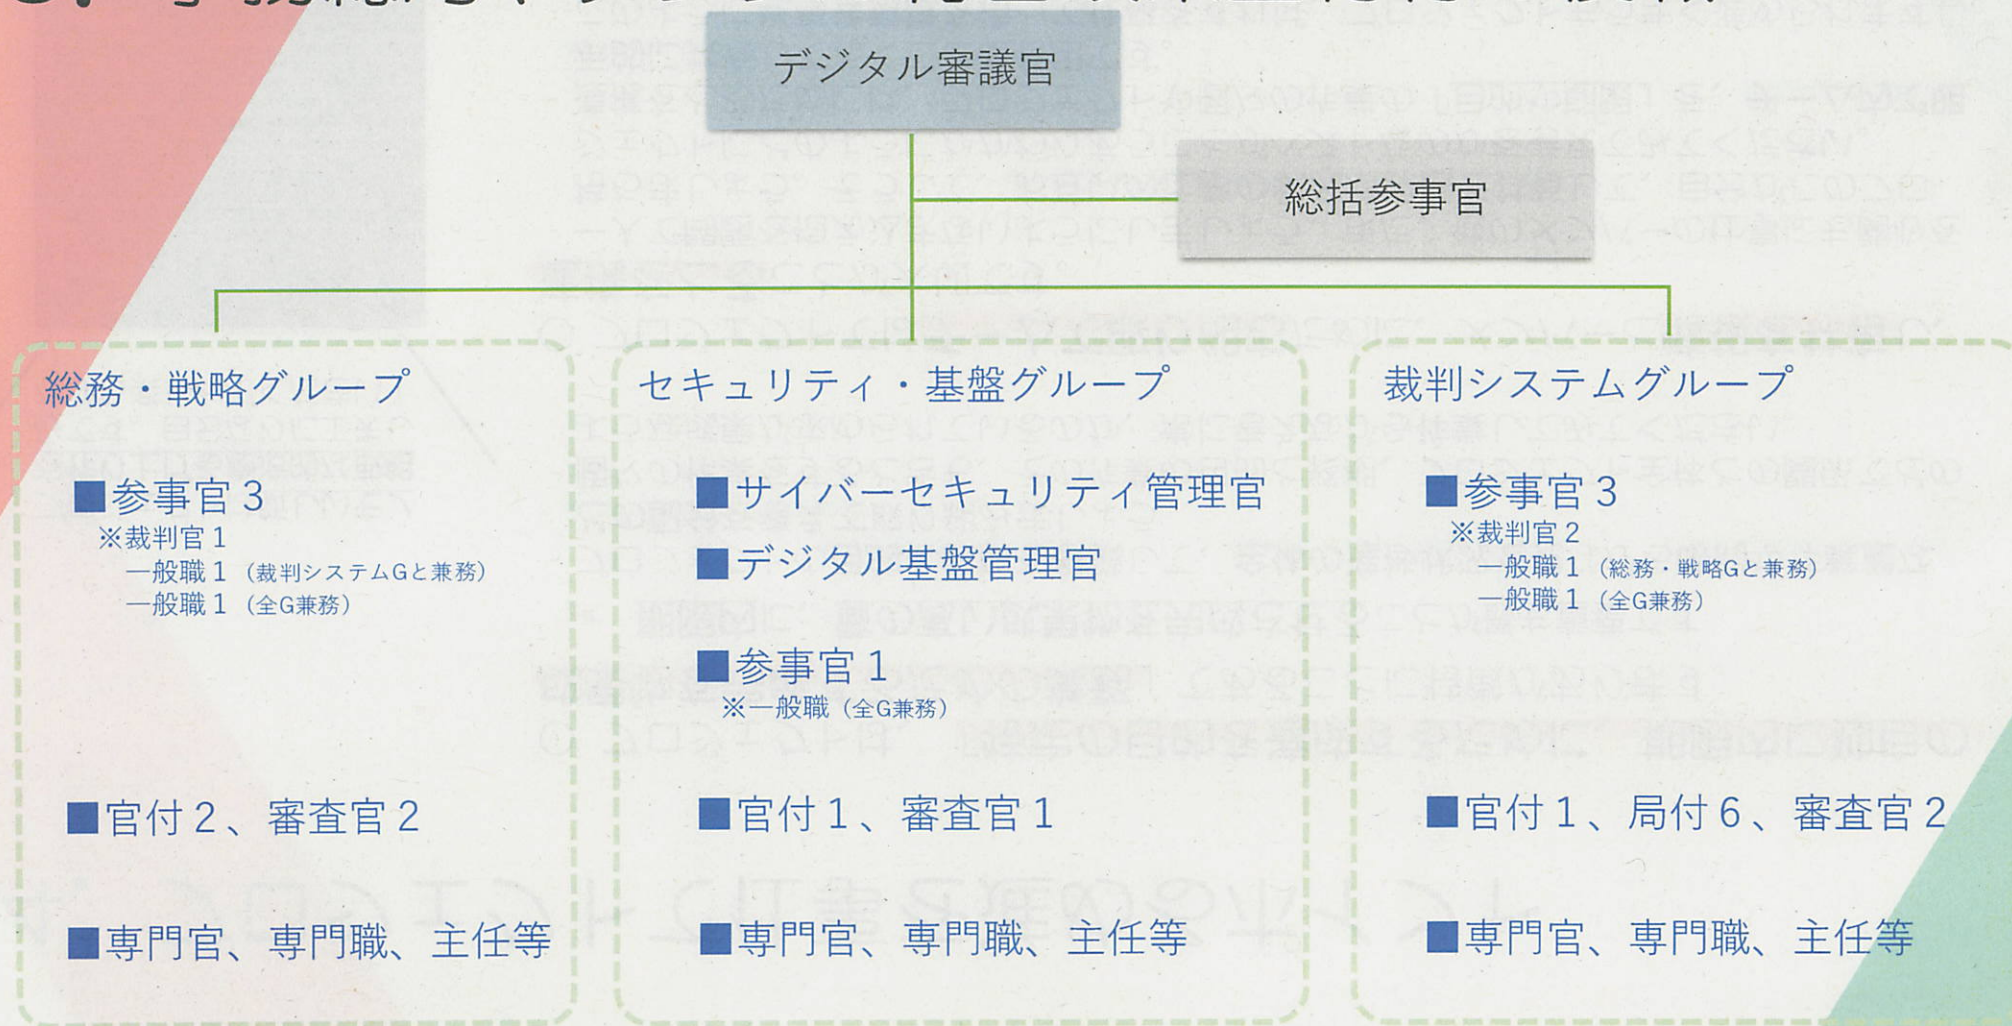 デジタル審議官
総括参事官
総務・戦略グループ
■参事官３
※裁判官１
一般職１（裁判システムGと兼務）
一般職１（全G兼務）
■官付２、審査官２
■専門官、専門職、主任等
セキュリティ・基盤グループ
■サイバーセキュリティ管理官
■デジタル基盤管理官
■参事官１
※一般職（全G兼務）
■官付１、審査官１
■専門官、専門職、主任等
裁判システムグループ
■参事官３
※裁判官２
一般職１（総務・戦略Gと兼務）
一般職１（全G兼務）
■官付１、局付６、審査官２
■専門官、専門職、主任等